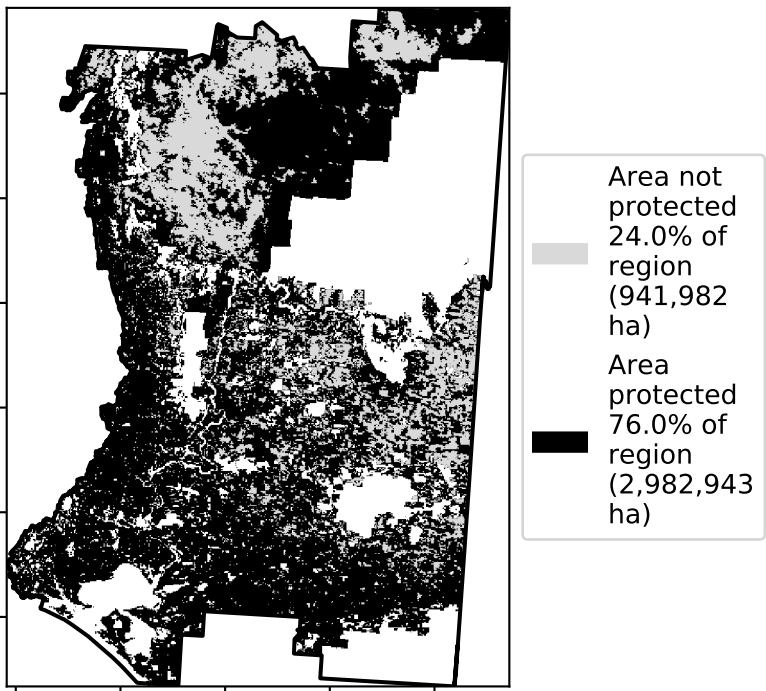 Area not
protected
24.0% of
region
(941,982
ha)
Area
protected
76.0% of
region
(2,982,943
ha)